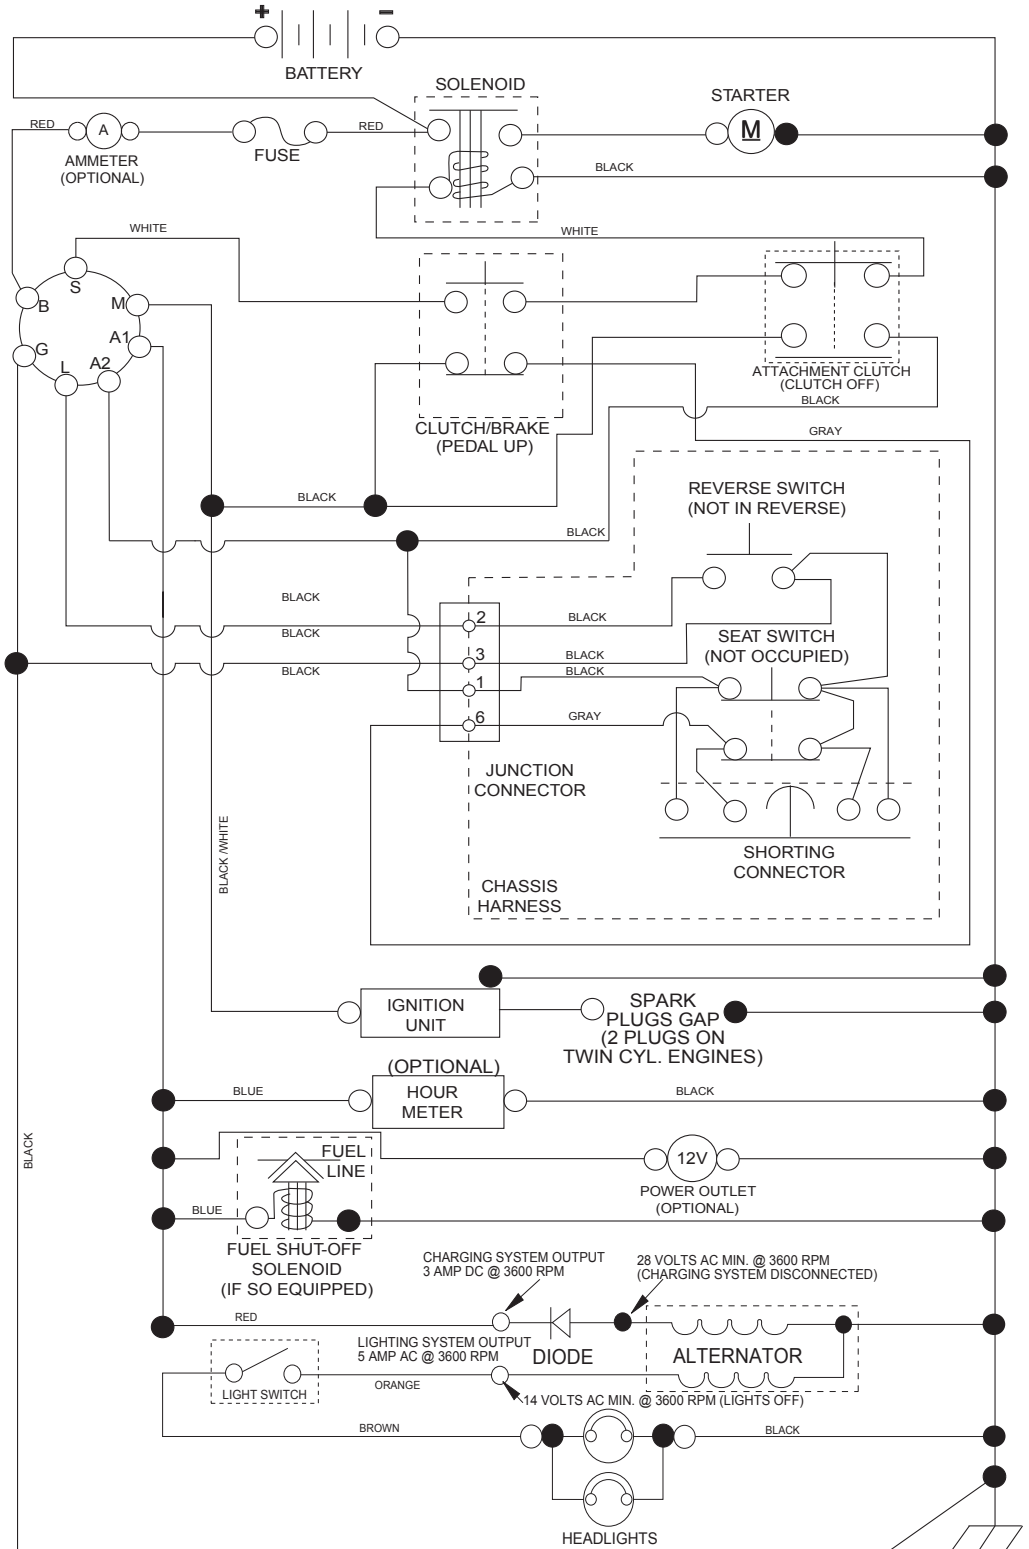 + −
BATTERY
SOLENOID
STARTER
RED
A
RED
M
AMMETER
(OPTIONAL)
FUSE
BLACK
WHITE
WHITE
S
B
M
A1
G
L
A2
ATTACHMENT CLUTCH
(CLUTCH OFF)
BLACK
CLUTCH/BRAKE
(PEDAL UP)
GRAY
REVERSE SWITCH
(NOT IN REVERSE)
BLACK
BLACK
BLACK
2
BLACK
BLACK
SEAT SWITCH
(NOT OCCUPIED)
3
BLACK
BLACK
BLACK
1
6
GRAY
JUNCTION
CONNECTOR
BLACK /WHITE
SHORTING
CONNECTOR
CHASSIS
HARNESS
IGNITION
UNIT
SPARK
PLUGS GAP
(2 PLUGS ON
TWIN CYL. ENGINES)
(OPTIONAL)
BLUE
HOUR
METER
BLACK
BLACK
FUEL
LINE
12V
POWER OUTLET
(OPTIONAL)
BLUE
FUEL SHUT-OFF
SOLENOID
(IF SO EQUIPPED)
CHARGING SYSTEM OUTPUT
3 AMP DC @ 3600 RPM
28 VOLTS AC MIN. @ 3600 RPM
(CHARGING SYSTEM DISCONNECTED)
RED
LIGHTING SYSTEM OUTPUT
5 AMP AC @ 3600 RPM
DIODE
ALTERNATOR
LIGHT SWITCH
ORANGE
14 VOLTS AC MIN. @ 3600 RPM (LIGHTS OFF)
BROWN
BLACK
HEADLIGHTS